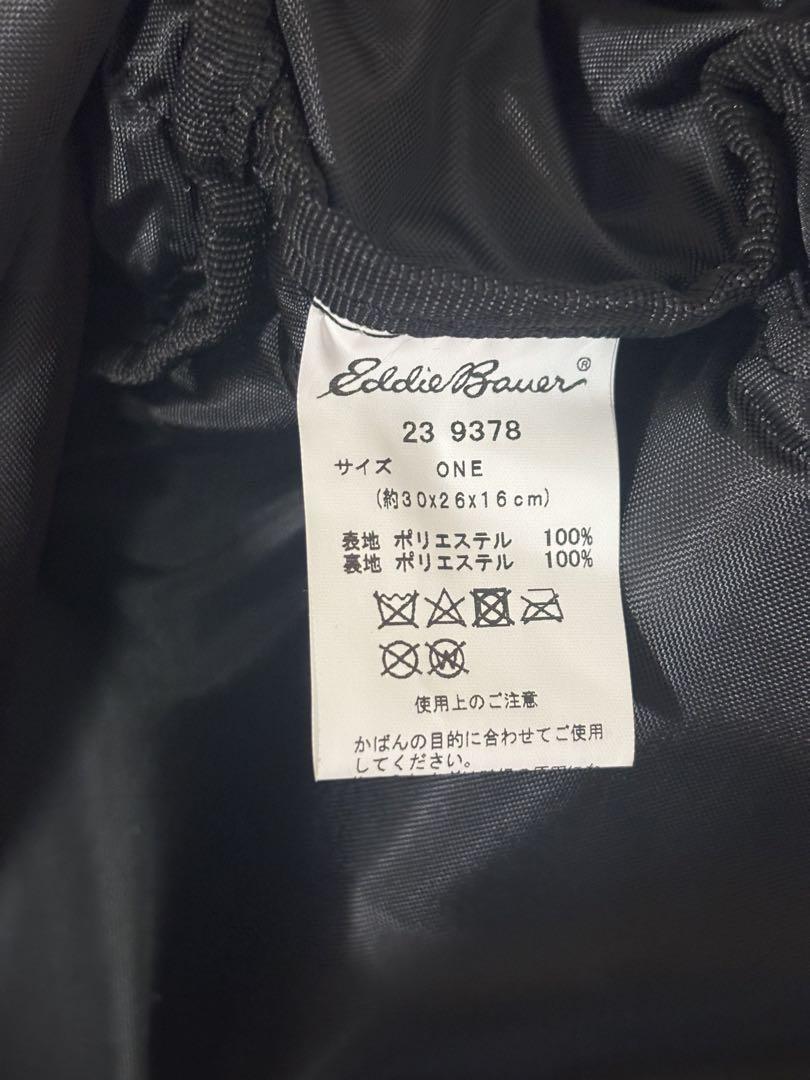 Eddie Bauer®
23 9378
サイズ ONE
(約30x26x16cm)
表地 ポリエステル 100%
裏地 ポリエステル 100%
使用上のご注意
かばんの目的に合わせてご使用
してください。